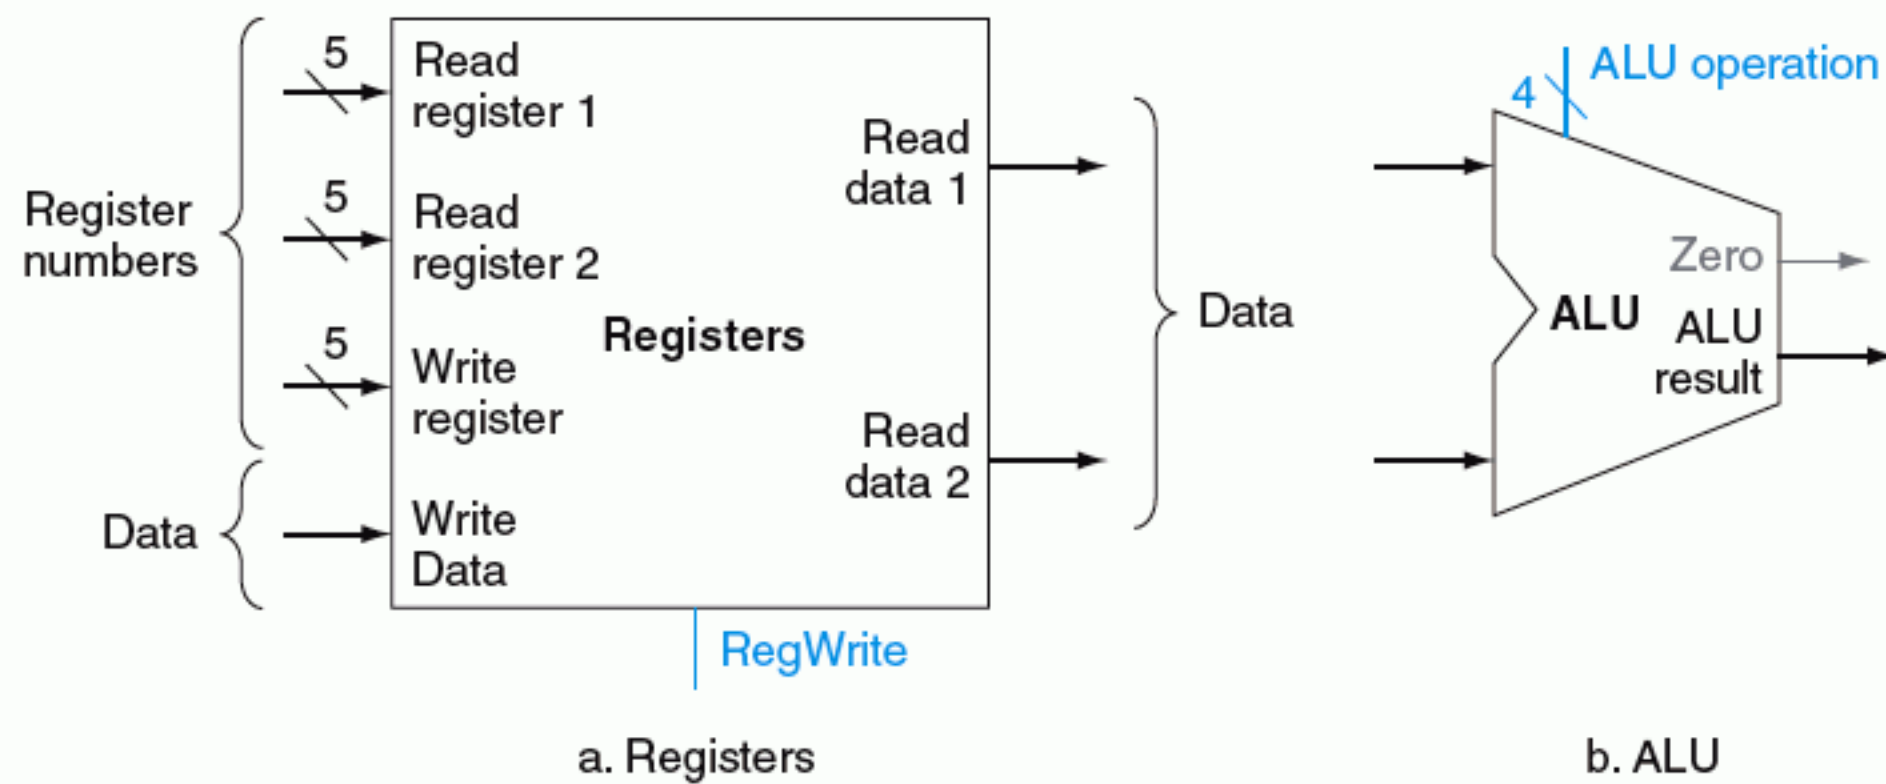 5
Read
register 1
5
Read
register 2
5
Write
register
Write
Data
Register
numbers
Data
Registers
Read
data 1
Read
data 2
Data
RegWrite
a. Registers
4
ALU operation
Zero
ALU
ALU
result
b. ALU